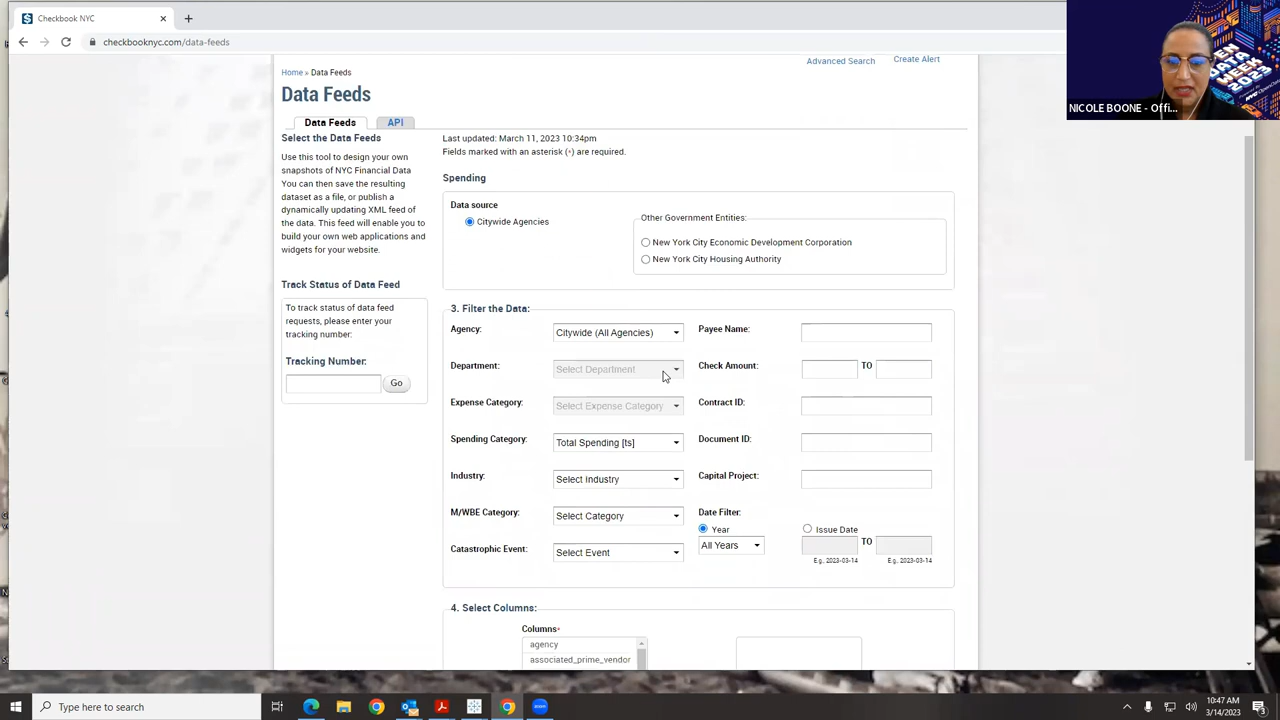 Checkbook NYC
checkbooknyc.com/data-feeds
Advanced Search
Create Alert
Home » Data Feeds
Data Feeds
Data Feeds
API
Select the Data Feeds
Use this tool to design your own
snapshots of NYC Financial Data
You can then save the resulting
dataset as a file, or publish a
dynamically updating XML feed of
the data. This feed will enable you to
build your own web applications and
widgets for your website.
Track Status of Data Feed
To track status of data feed
requests, please enter your
tracking number:
Tracking Number:
Go
Last updated: March 11, 2023 10:34pm
Fields marked with an asterisk (*) are required.
Spending
Data source
Citywide Agencies
Other Government Entities:
New York City Economic Development Corporation
New York City Housing Authority
3. Filter the Data:
Agency:
Citywide (All Agencies)
Payee Name:
Department:
Select Department
Check Amount:
TO
Expense Category:
Select Expense Category
Contract ID:
Spending Category:
Total Spending [ts]
Document ID:
Industry:
Select Industry
Capital Project:
M/WBE Category:
Select Category
Date Filter:
Year
Issue Date
Catastrophic Event:
Select Event
All Years
TO
E.g., 2023-03-14
E.g., 2023-03-14
4. Select Columns:
Columns*
agency
associated_prime_vendor
DATA WEEK 2023
NICOLE BOONE - Offi...
Type here to search
10:47 AM
3/14/2023
3